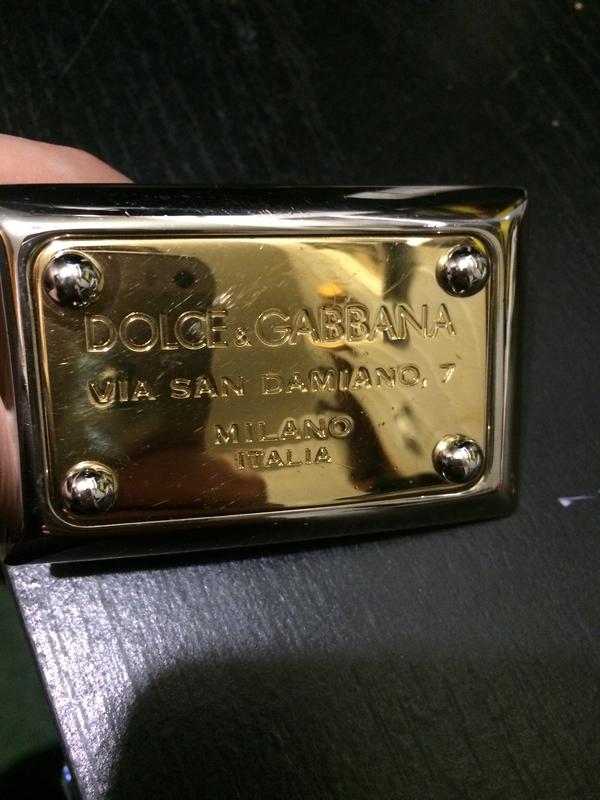 DOLCE & GABBANA
VIA SAN DAMIANO, 7
MILANO
ITALIA